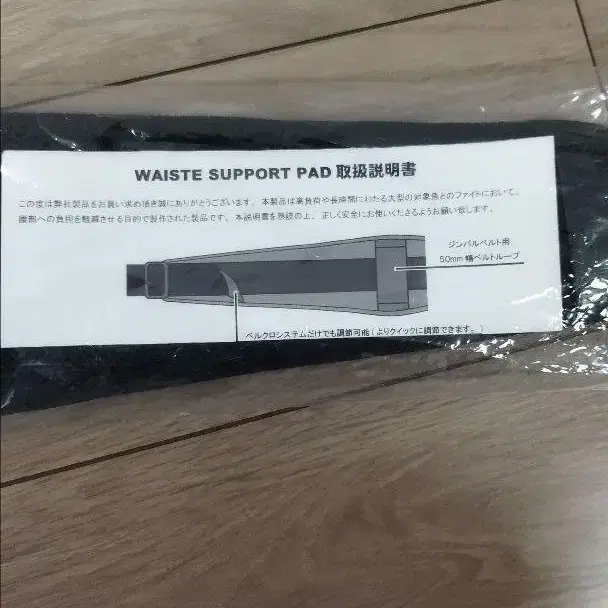 WAISTE SUPPORT PAD 取扱説明書
この度は弊社製品をお買い求め頂き誠にありがとうございます。本製品は高負荷や長時間にわたる大型の対象魚とのファイトにおいて、
腰部への負担を軽減させる目的で製作された製品です。本説明書を熟読の上、正しく安全にお使いくださるようお願い致します。
ジンバルベルト用
50mm 幅ベルトループ
ベルクロシステムだけでも調節可能（よりクイックに調節できます。）